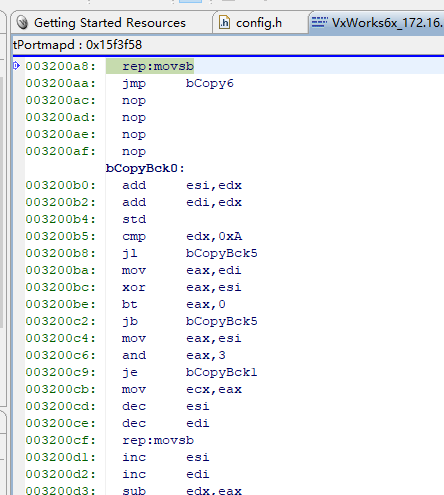 Getting Started Resources config.h VxWorks6x_172.16.
tPortmapd : 0x15f3f58
003200a8: rep:movsb
003200aa: jmp bCopy6
003200ac: nop
003200ad: nop
003200ae: nop
003200af: nop
bCopyBck0:
003200b0: add esi,edx
003200b2: add edi,edx
003200b4: std
003200b5: cmp edx,0xA
003200b8: jl bCopyBck5
003200ba: mov eax,edi
003200bc: xor eax,esi
003200be: bt eax,0
003200c2: jb bCopyBck5
003200c4: mov eax,esi
003200c6: and eax,3
003200c9: je bCopyBck1
003200cb: mov ecx,eax
003200cd: dec esi
003200ce: dec edi
003200cf: rep:movsb
003200d1: inc esi
003200d2: inc edi
003200d3: sub edx,eax